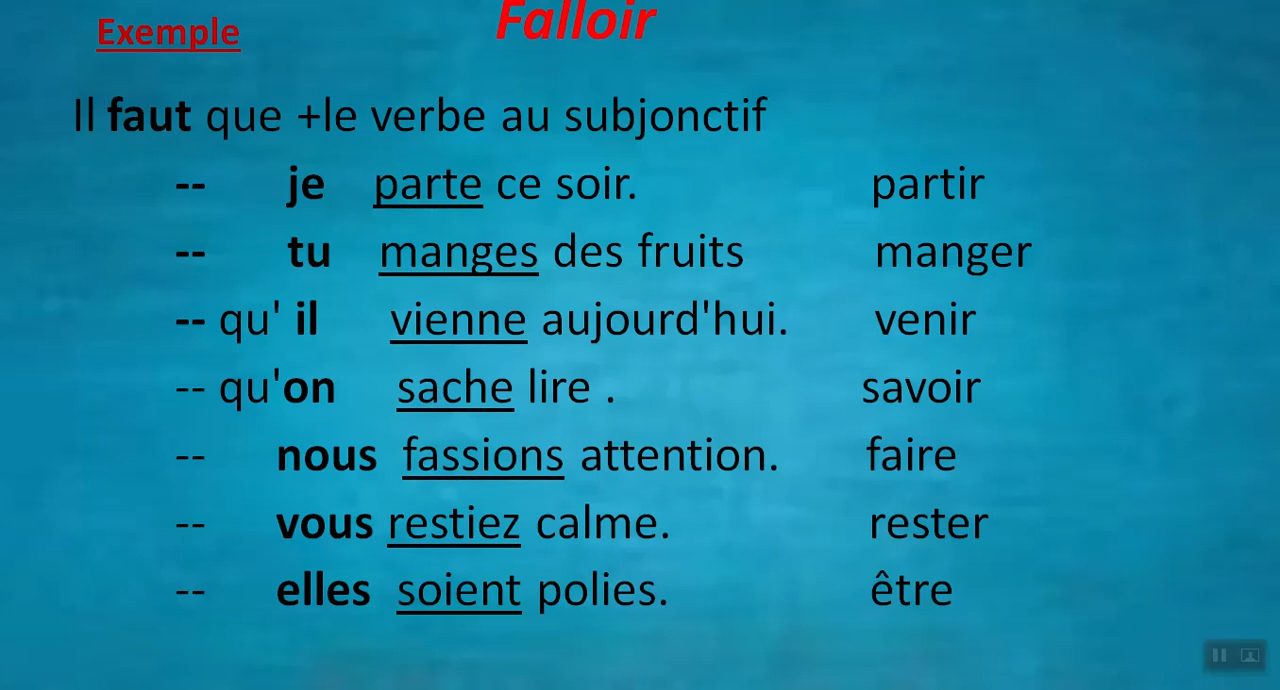 Exemple Falloir
Il faut que +le verbe au subjonctif
-- je parte ce soir. partir
-- tu manges des fruits manger
-- qu' il vienne aujourd'hui. venir
-- qu'on sache lire . savoir
-- nous fassions attention. faire
-- vous restiez calme. rester
-- elles soient polies. être